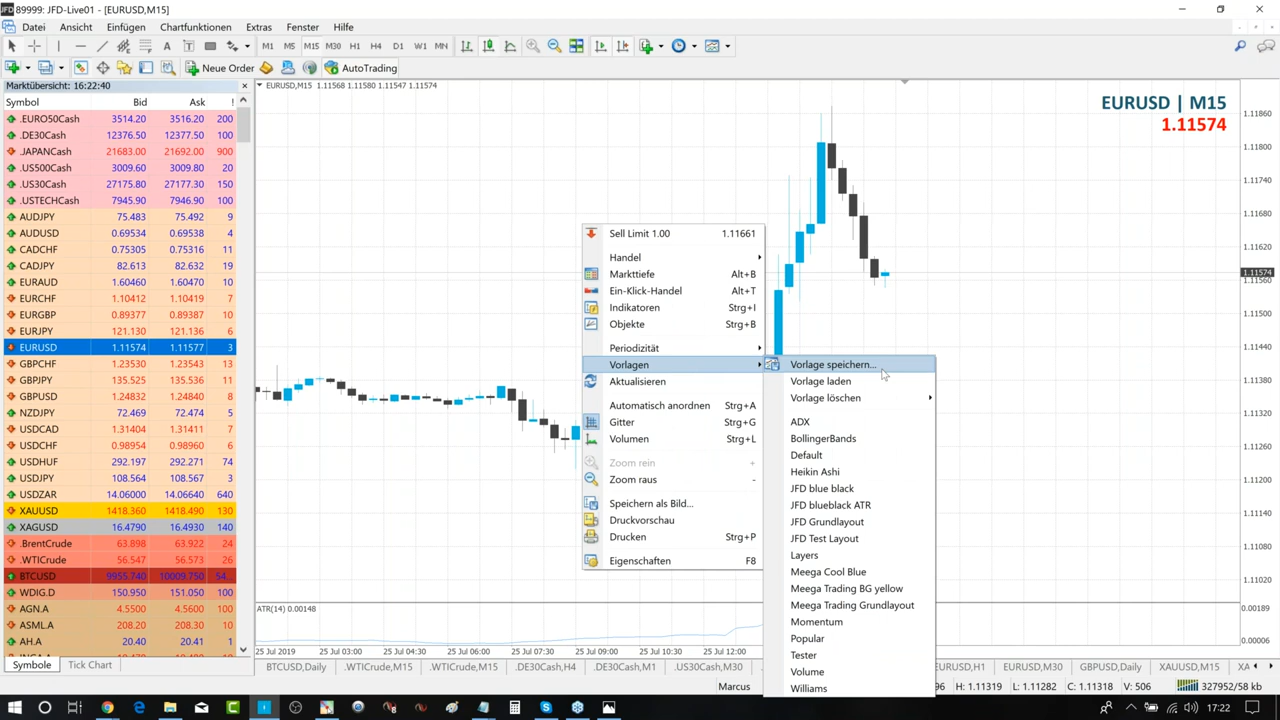 89999: JFD-Live01 - [EURUSD,M15]
Datei Ansicht Einfügen Chartfunktionen Extras Fenster Hilfe
M1 M5 M15 M30 H1 H4 D1 W1 MN
Neue Order AutoTrading
Marktübersicht: 16:22:40
Symbol Bid Ask !
.EURO50Cash 3514.20 3516.20 200
.DE30Cash 12376.50 12377.50 100
.JAPANCash 21683.00 21692.00 900
.US500Cash 3009.60 3009.80 20
.US30Cash 27175.80 27177.30 150
.USTECHCash 7945.90 7946.90 100
AUDJPY 75.483 75.492 9
AUDUSD 0.69534 0.69538 4
CADCHF 0.75305 0.75316 11
CADJPY 82.613 82.632 19
EURAUD 1.60460 1.60470 10
EURCHF 1.10412 1.10419 7
EURGBP 0.89377 0.89387 10
EURJPY 121.130 121.136 6
EURUSD 1.11574 1.11577 3
GBPCHF 1.23530 1.23543 13
GBPJPY 135.525 135.536 11
GBPUSD 1.24832 1.24840 8
NZDJPY 72.469 72.474 5
USDCAD 1.31404 1.31411 7
USDCHF 0.98954 0.98960 6
USDHUF 292.197 292.271 74
USDJPY 108.564 108.567 3
USDZAR 14.06000 14.06640 640
XAUUSD 1418.360 1418.490 130
XAGUSD 16.4790 16.4930 140
.BrentCrude 63.898 63.922 24
.WTICrude 56.547 56.573 26
BTCUSD 9955.740 10009.750 54...
WDIG.D 150.950 151.050 100
AGN.A 4.5500 4.5600 100
ASML.A 208.20 208.30 10
AH.A 20.40 20.41 1
Symbole Tick Chart
EURUSD,M15 1.11568 1.11580 1.11547 1.11574
EURUSD | M15
1.11574
1.11860
1.11800
1.11740
1.11680
1.11620
1.11574
1.11560
1.11500
1.11440
1.11380
1.11320
1.11260
1.11200
1.11140
1.11080
1.11020
0.00189
0.00006
Sell Limit 1.00 1.11661
Handel
Markttiefe Alt+B
Ein-Klick-Handel Alt+T
Indikatoren Strg+I
Objekte Strg+B
Periodizität
Vorlagen
Aktualisieren
Automatisch anordnen Strg+A
Gitter Strg+G
Volumen Strg+L
Zoom rein +
Zoom raus -
Speichern als Bild...
Druckvorschau
Drucken Strg+P
Eigenschaften F8
Vorlage speichern...
Vorlage laden
Vorlage löschen
ADX
BollingerBands
Default
Heikin Ashi
JFD blue black
JFD blueblack ATR
JFD Grundlayout
JFD Test Layout
Layers
Meega Cool Blue
Meega Trading BG yellow
Meega Trading Grundlayout
Momentum
Popular
Tester
Volume
Williams
ATR(14) 0.00148
25 Jul 2019 25 Jul 03:00 25 Jul 06:00 25 Jul 09:00 25 Jul 10:30 25 Jul 12:00
BTCUSD,Daily .WTICrude,M15 .WTICrude,M15 .DE30Cash,H4 .DE30Cash,M1 .US30Cash,M30 EURUSD,H1 EURUSD,M30 GBPUSD,Daily XAUUSD,M15 XA
Marcus 96 H: 1.11319 L: 1.11282 C: 1.11318 V: 506 327952/58 kb
17:22